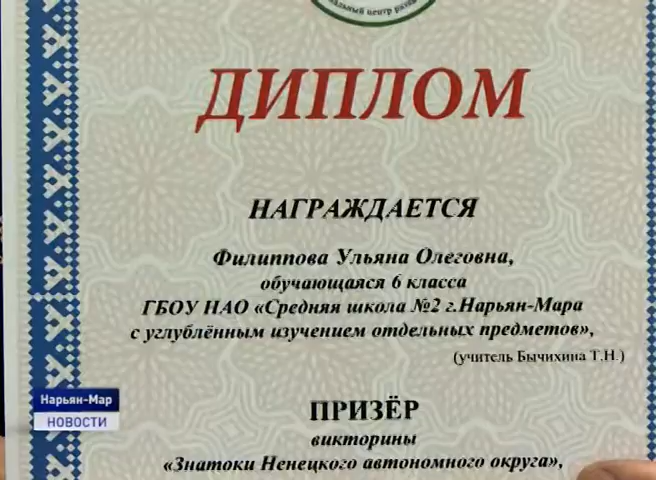 ДИПЛОМ
НАГРАЖДАЕТСЯ
Филиппова Ульяна Олеговна,
обучающаяся 6 класса
ГБОУ НАО «Средняя школа №2 г.Нарьян-Мара
с углублённым изучением отдельных предметов»,
(учитель Бычихина Т.Н.)
ПРИЗЁР
викторины
«Знатоки Ненецкого автономного округа»,
Нарьян-Мар
НОВОСТИ